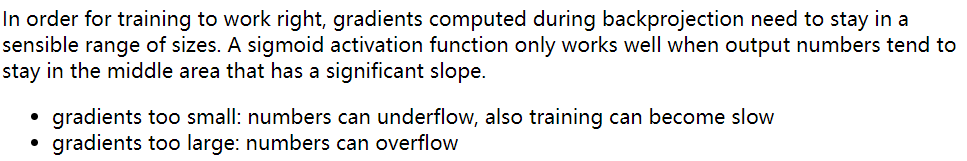 In order for training to work right, gradients computed during backprojection need to stay in a
sensible range of sizes. A sigmoid activation function only works well when output numbers tend to
stay in the middle area that has a significant slope.
• gradients too small: numbers can underflow, also training can become slow
• gradients too large: numbers can overflow